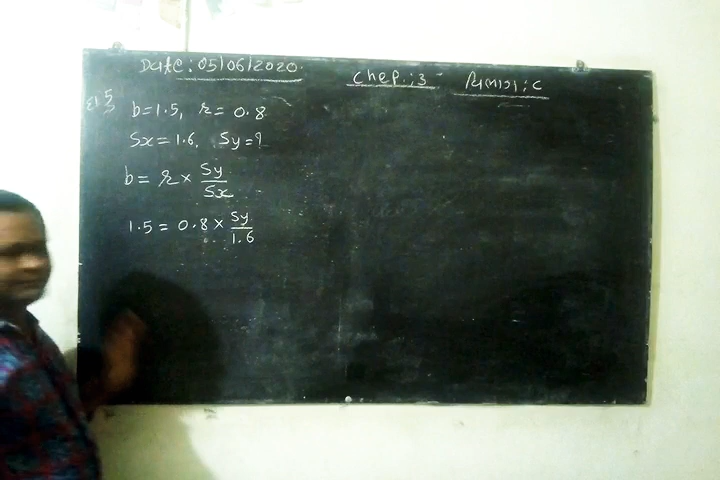 Date: 05/06/2020.
Chep.: 3
વિભાગ: C
દા. 5
b=1.5, r = 0.8
Sx = 1.6, Sy = ?
b = r × Sy/Sx
1.5 = 0.8 × Sy/1.6